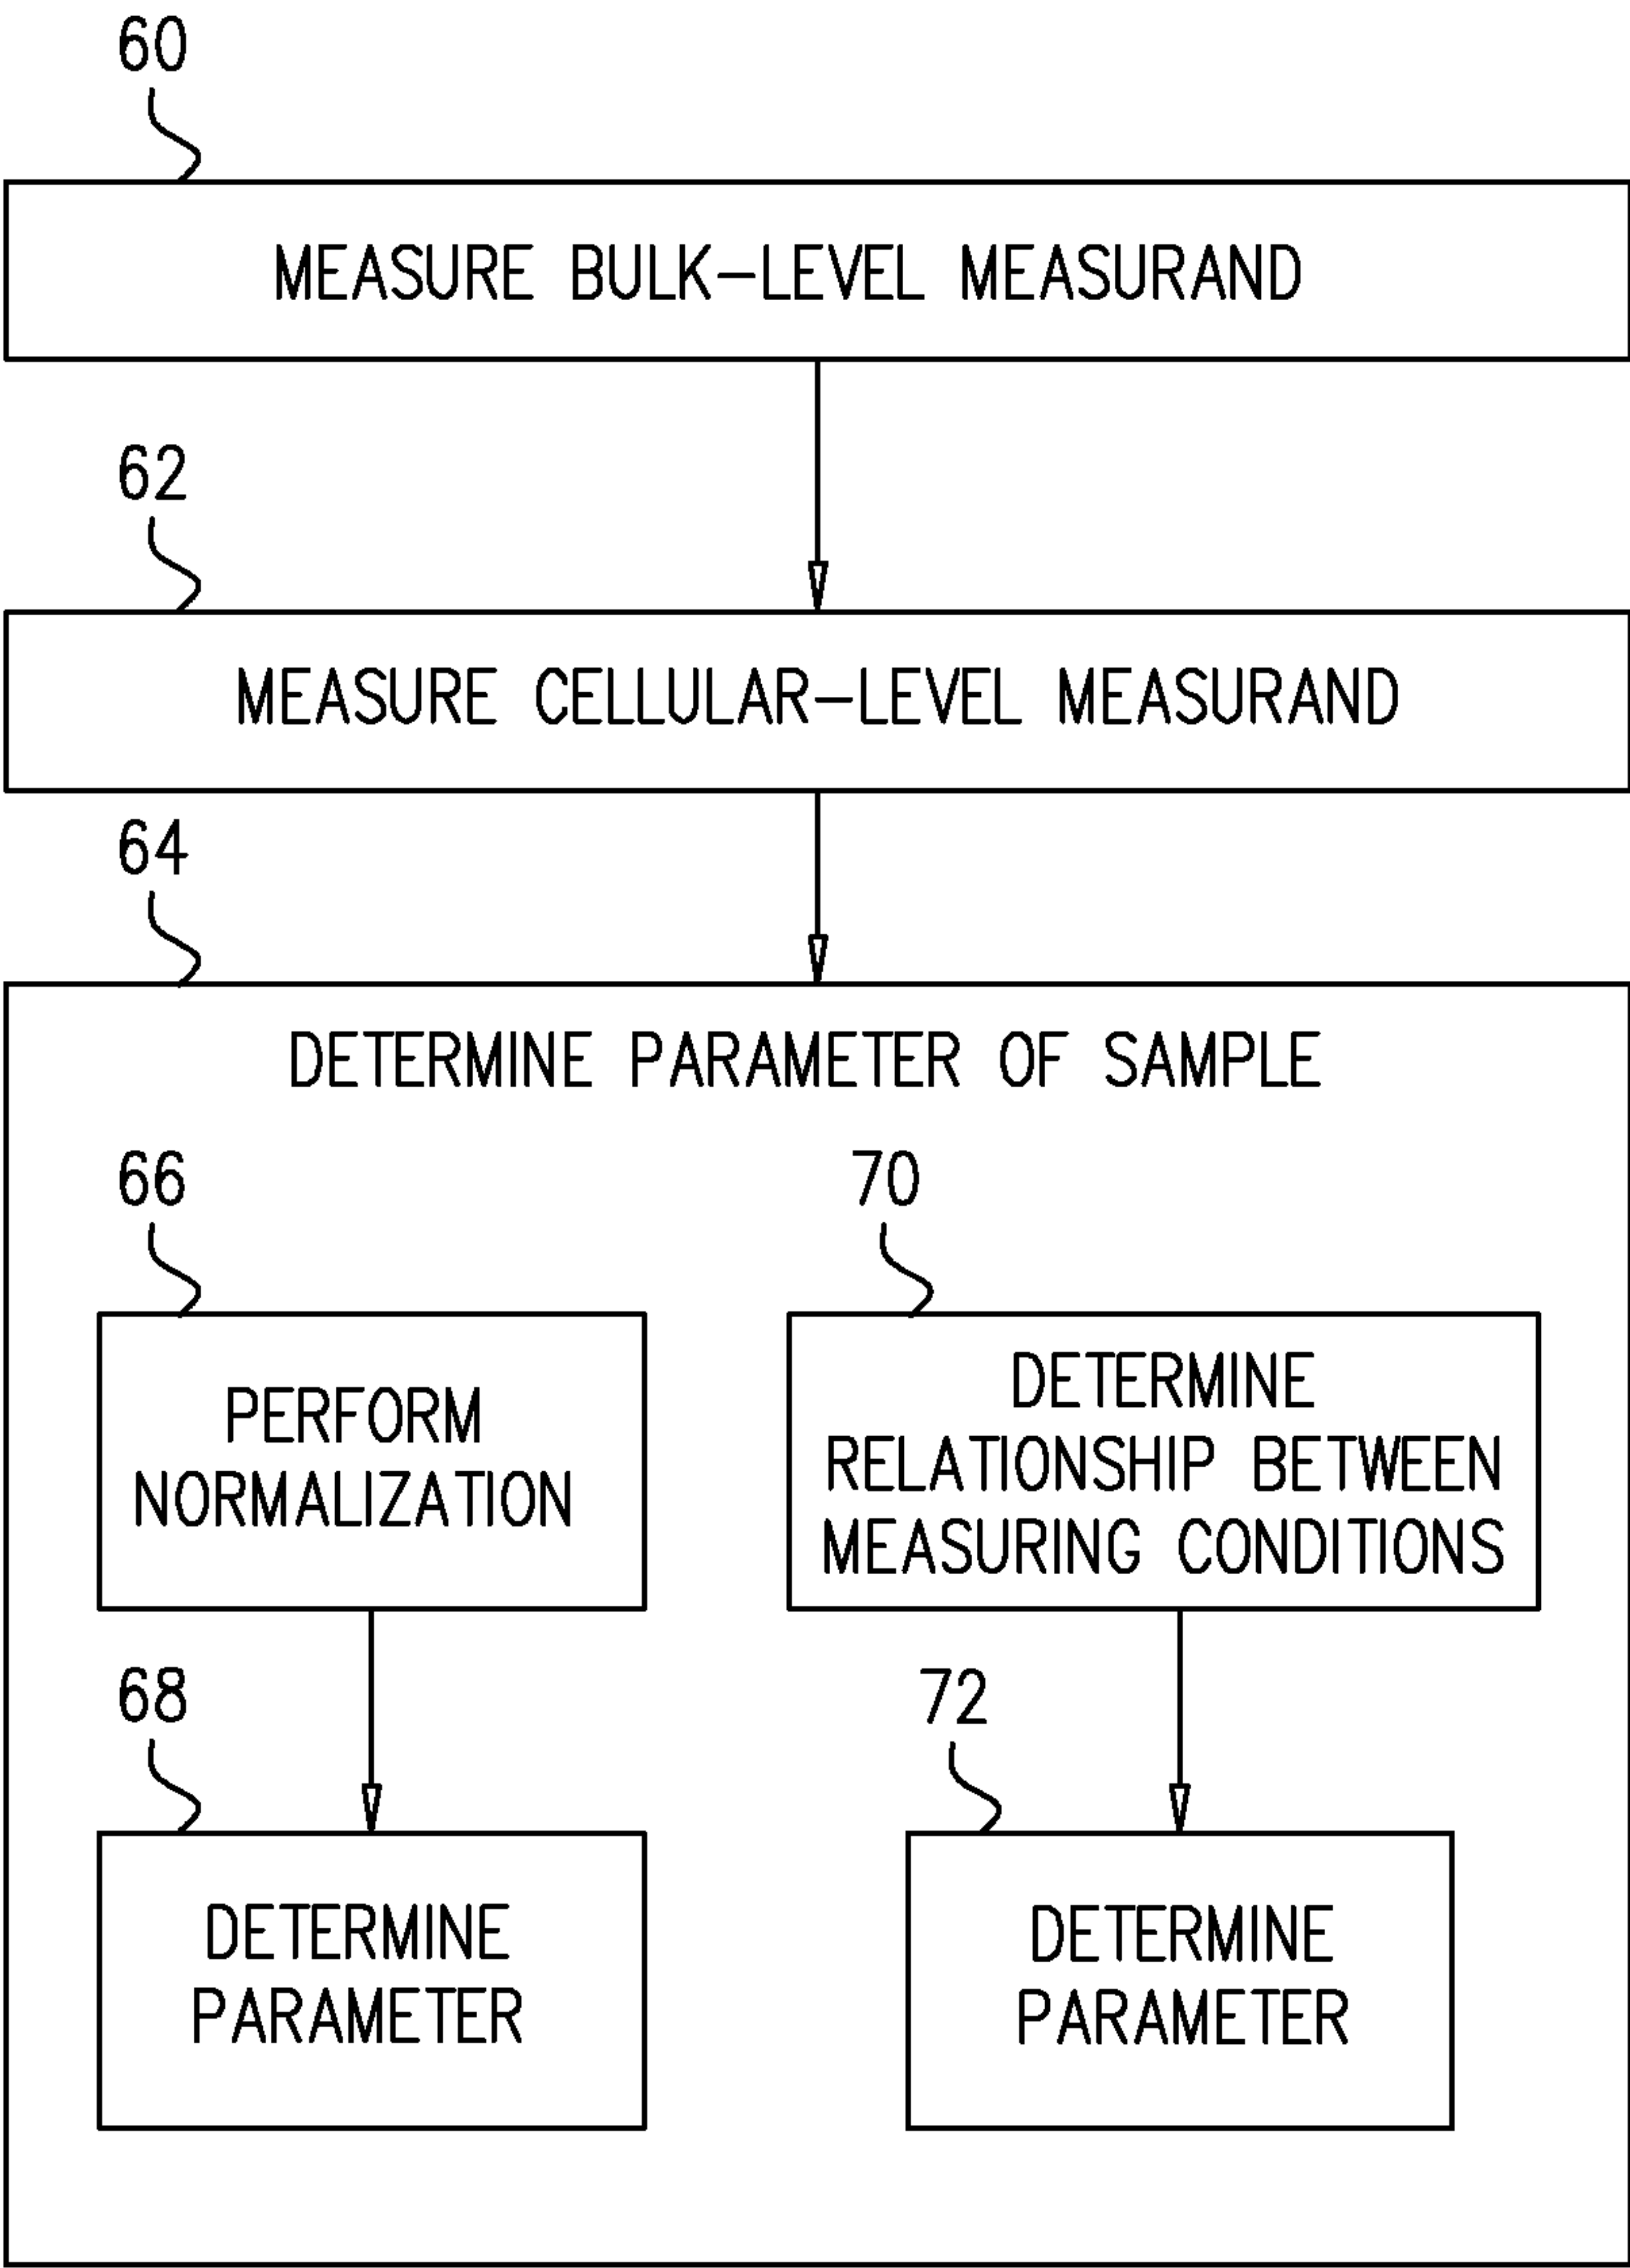 60
MEASURE BULK-LEVEL MEASURAND
62
MEASURE CELLULAR-LEVEL MEASURAND
64
DETERMINE PARAMETER OF SAMPLE
66
PERFORM
NORMALIZATION
68
DETERMINE
PARAMETER
70
DETERMINE
RELATIONSHIP BETWEEN
MEASURING CONDITIONS
72
DETERMINE
PARAMETER